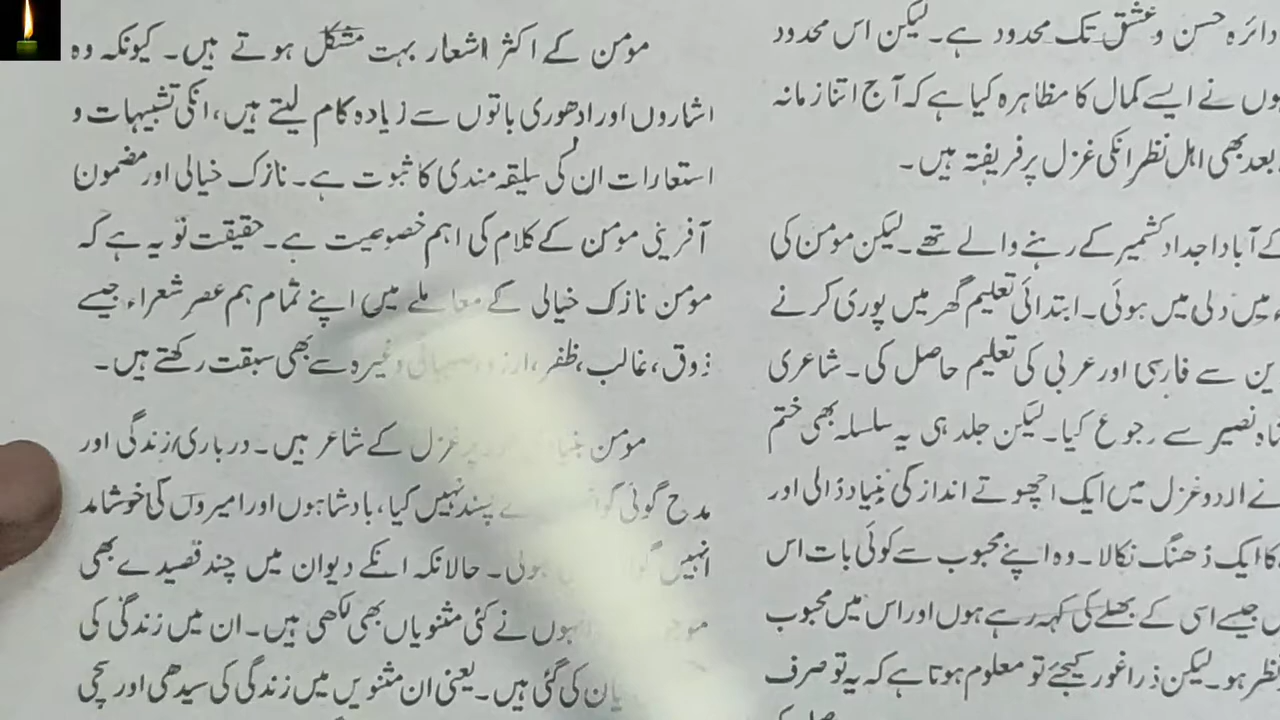 دائرہ حسن و عشق تک محدود ہے۔ لیکن اس محدود
نے ایسے کمال کا مظاہرہ کیا ہے کہ آج اتنا زمانہ
بعد بھی اہل نظر انکی غزل پر فریفتہ ہیں۔
کے آباد اجداد کشمیر کے رہنے والے تھے۔ لیکن مومن کی
میں دلی میں ہوئی۔ ابتدائی تعلیم گھر میں پوری کرنے
سے فارسی اور عربی کی تعلیم حاصل کی۔ شاعری
نصیر سے رجوع کیا۔ لیکن جلد ہی یہ سلسلہ بھی ختم
نے اردو غزل میں ایک اچھوتے انداز کی بنیاد ڈالی اور
کا ایک ڈھنگ نکالا۔ وہ اپنے محبوب سے کوئی بات اس
جیسے اسی کے بھلے کی کہہ رہے ہوں اور اس میں محبوب
نظر ہو۔ لیکن ذرا غور کیجئے تو معلوم ہوتا ہے کہ یہ تو صرف
مومن کے اکثر اشعار بہت مشکل ہوتے ہیں۔ کیونکہ وہ
اشاروں اور ادھوری باتوں سے زیادہ کام لیتے ہیں، انکی تشبیہات و
استعارات ان کی سلیقہ مندی کا ثبوت ہے۔ نازک خیالی اور مضمون
آفرینی مومن کے کلام کی اہم خصوصیت ہے۔ حقیقت تو یہ ہے کہ
مومن نازک خیالی کے معاملے میں اپنے تمام ہم عصر شعراء جیسے
ذوق، غالب، ظفر، وغیرہ سے بھی سبقت رکھتے ہیں۔
مومن پر غزل کے شاعر ہیں۔ درباری زندگی اور
مدح گوئی کو پسند نہیں کیا، بادشاہوں اور امیروں کی خوشامد
انہیں ہوئی۔ حالانکہ انکے دیوان میں چند قصیدے بھی
نے کئی مثنویاں بھی لکھی ہیں۔ ان میں زندگی کی
کی گئی ہیں۔ یعنی ان مثنویں میں زندگی کی سیدھی اور سچی